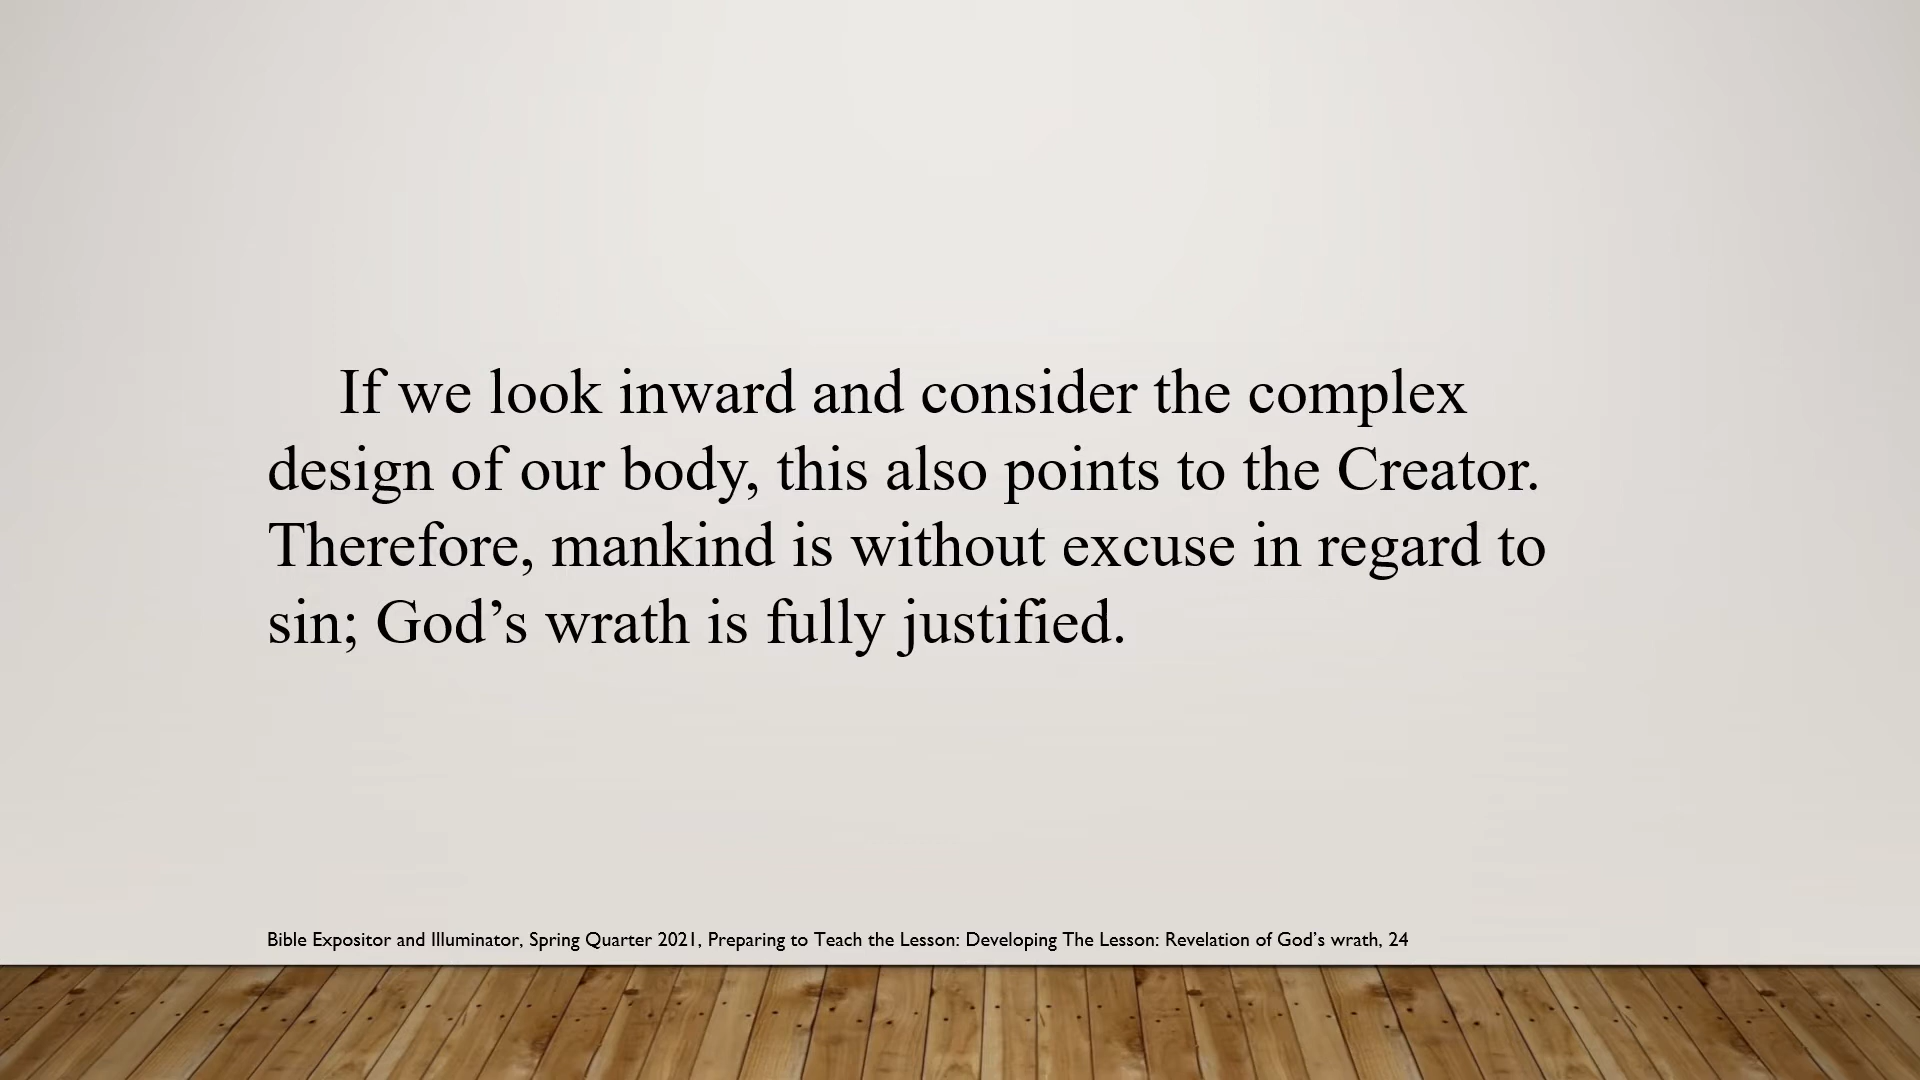 If we look inward and consider the complex
design of our body, this also points to the Creator.
Therefore, mankind is without excuse in regard to
sin; God’s wrath is fully justified.
Bible Expositor and Illuminator, Spring Quarter 2021, Preparing to Teach the Lesson: Developing The Lesson: Revelation of God’s wrath, 24